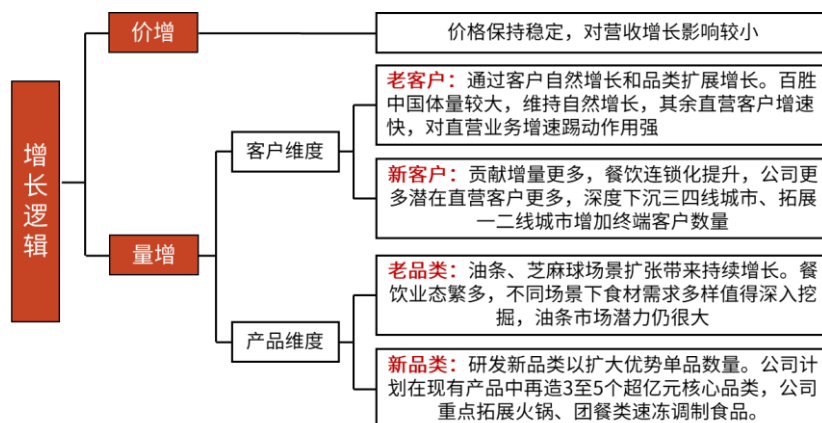 增长逻辑
价增
价格保持稳定，对营收增长影响较小
量增
客户维度
老客户：通过客户自然增长和品类扩展增长。百胜
中国体量较大，维持自然增长，其余直营客户增速
快，对直营业务增速踢动作用强
新客户：贡献增量更多，餐饮连锁化提升，公司更
多潜在直营客户更多，深度下沉三四线城市、拓展
一二线城市增加终端客户数量
产品维度
老品类：油条、芝麻球场景扩张带来持续增长。餐
饮业态繁多，不同场景下食材需求多样值得深入挖
掘，油条市场潜力仍很大
新品类：研发新品类以扩大优势单品数量。公司计
划在现有产品中再造3至5个超亿元核心品类，公司
重点拓展火锅、团餐类速冻调制食品。